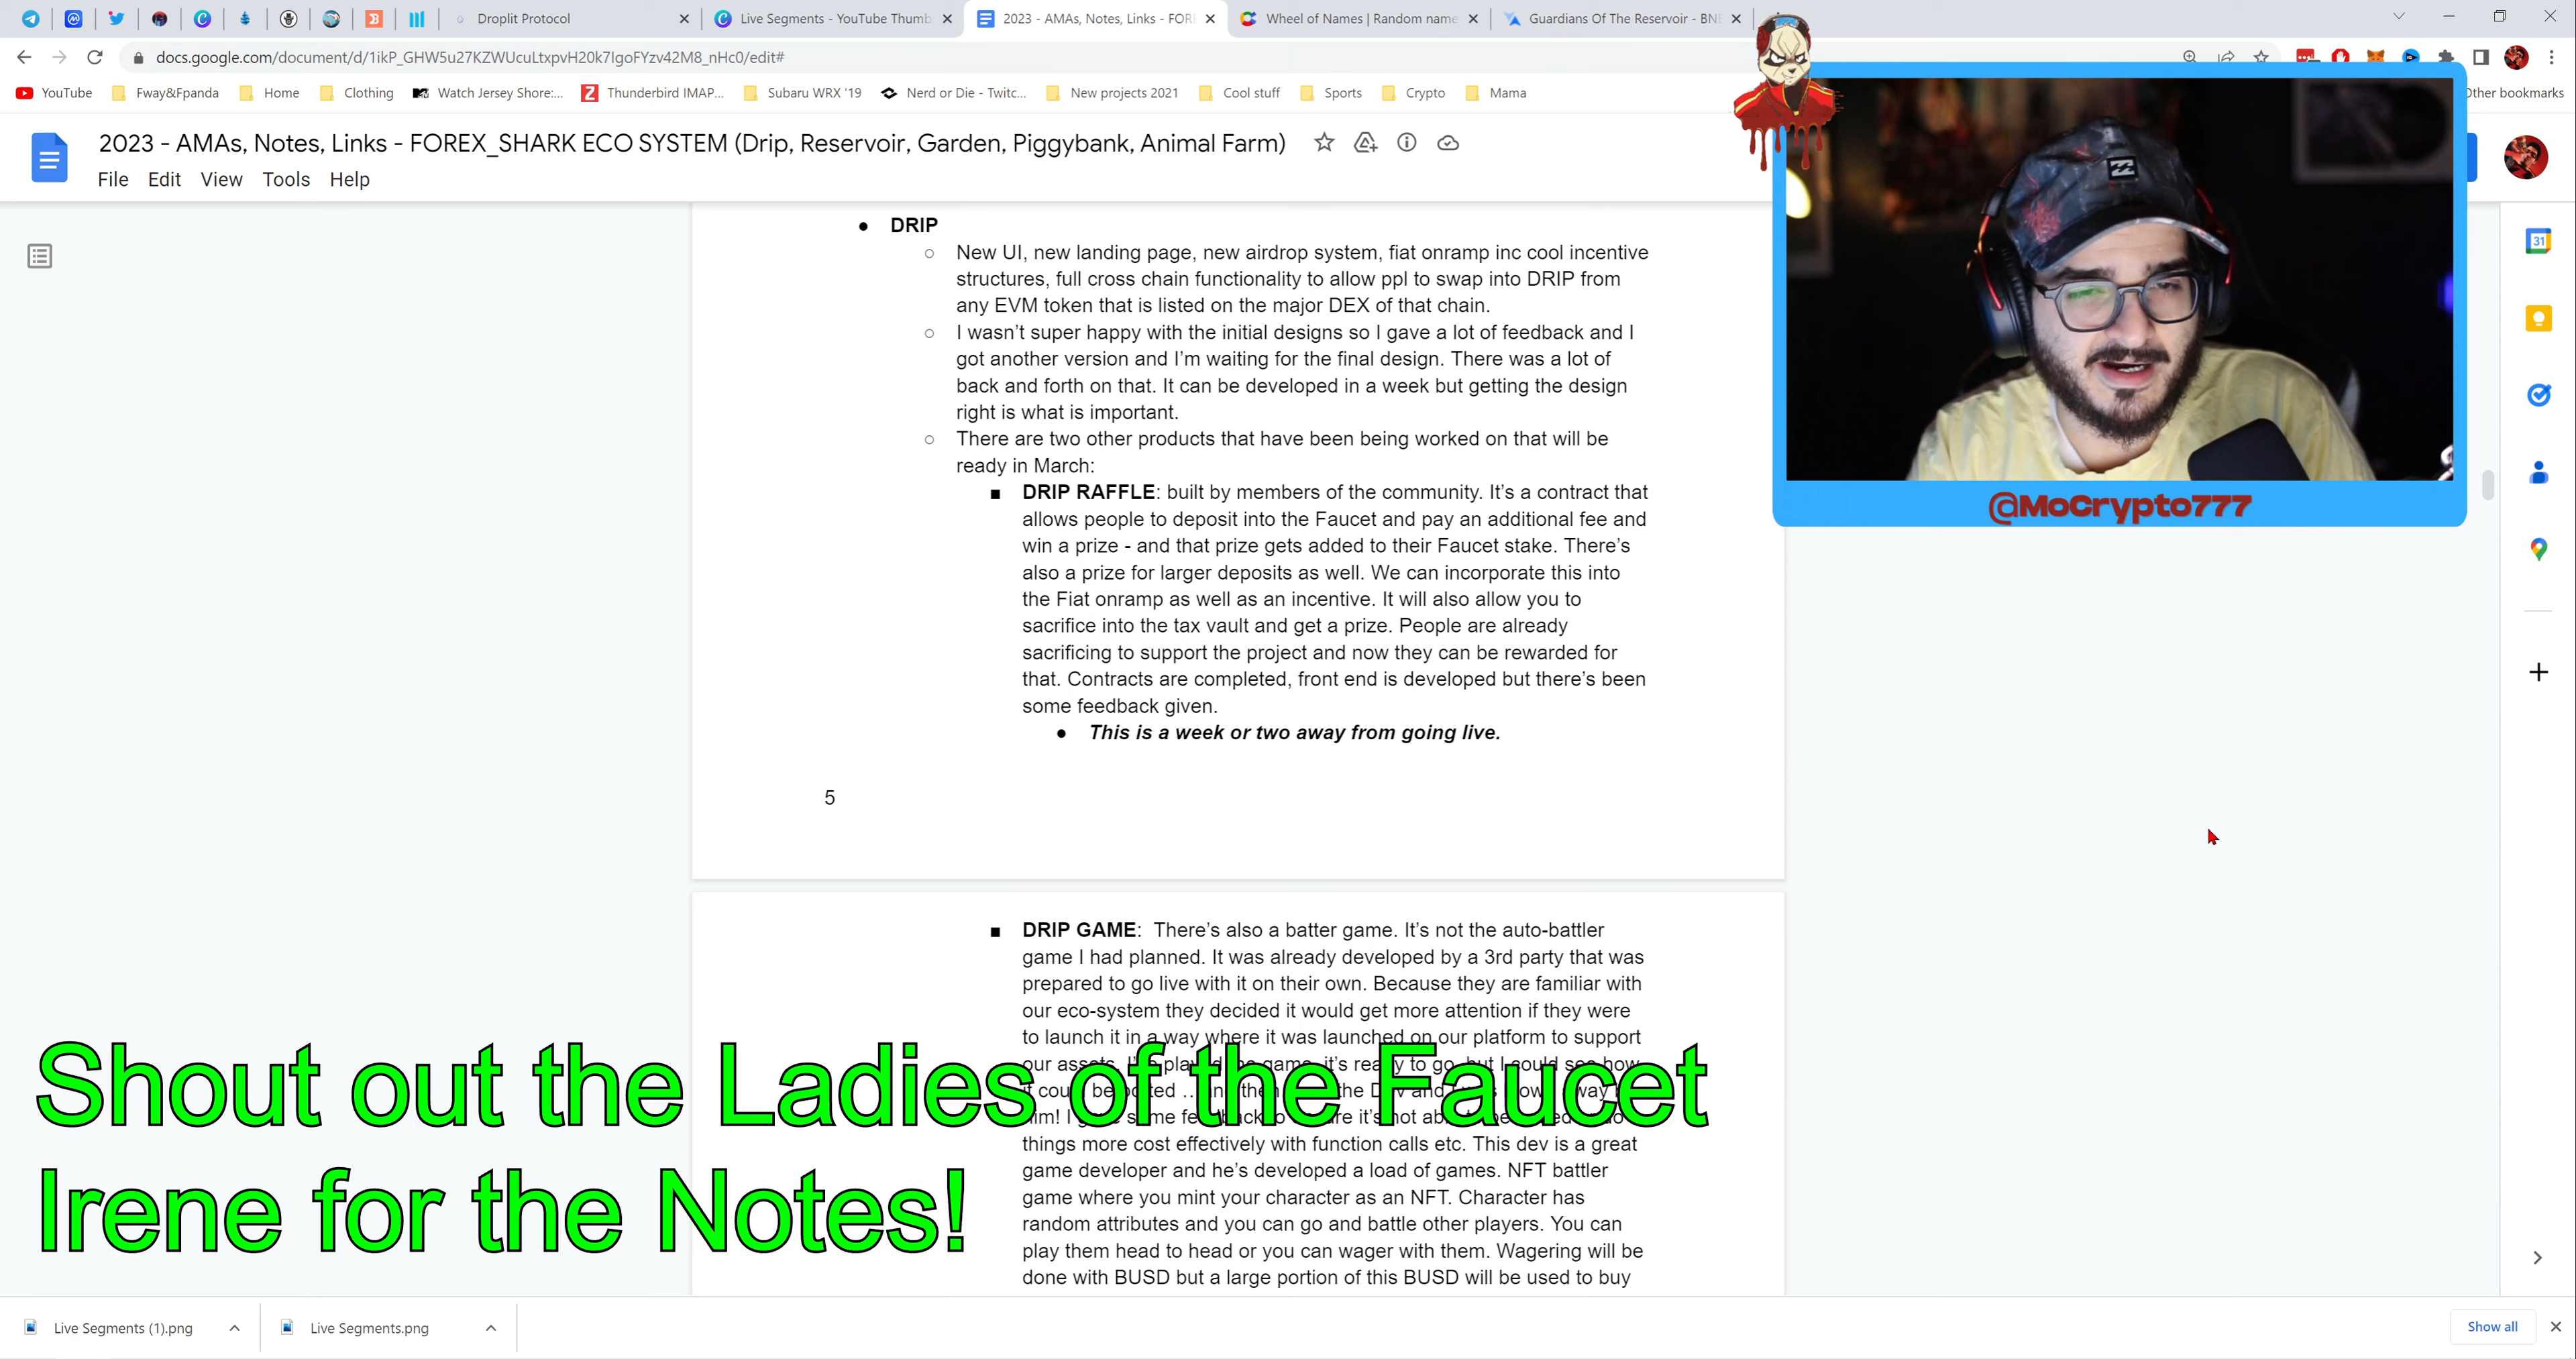 Droplit Protocol
Live Segments - YouTube Thumb
2023 - AMAs, Notes, Links - FOR
Wheel of Names | Random name
Guardians Of The Reservoir - BN
docs.google.com/document/d/1ikP_GHW5u27KZWUcuLtxpvH20k7IgoFYzv42M8_nHc0/edit#
YouTube
Fway&Fpanda
Home
Clothing
Watch Jersey Shore:...
Thunderbird IMAP...
Subaru WRX '19
Nerd or Die - Twitc...
New projects 2021
Cool stuff
Sports
Crypto
Mama
Other bookmarks
2023 - AMAs, Notes, Links - FOREX_SHARK ECO SYSTEM (Drip, Reservoir, Garden, Piggybank, Animal Farm)
File Edit View Tools Help
@MoCrypto777
31
DRIP
New UI, new landing page, new airdrop system, fiat onramp inc cool incentive
structures, full cross chain functionality to allow ppl to swap into DRIP from
any EVM token that is listed on the major DEX of that chain.
I wasn't super happy with the initial designs so I gave a lot of feedback and I
got another version and I'm waiting for the final design. There was a lot of
back and forth on that. It can be developed in a week but getting the design
right is what is important.
There are two other products that have been being worked on that will be
ready in March:
DRIP RAFFLE: built by members of the community. It's a contract that
allows people to deposit into the Faucet and pay an additional fee and
win a prize - and that prize gets added to their Faucet stake. There's
also a prize for larger deposits as well. We can incorporate this into
the Fiat onramp as well as an incentive. It will also allow you to
sacrifice into the tax vault and get a prize. People are already
sacrificing to support the project and now they can be rewarded for
that. Contracts are completed, front end is developed but there's been
some feedback given.
This is a week or two away from going live.
5
DRIP GAME: There's also a batter game. It's not the auto-battler
game I had planned. It was already developed by a 3rd party that was
prepared to go live with it on their own. Because they are familiar with
our eco-system they decided it would get more attention if they were
to launch it in a way where it was launched on our platform to support
our assets. game, it's ready to go, but I could see how
Shout out the Ladies of the Faucet
Irene for the Notes!
things more cost effectively with function calls etc. This dev is a great
game developer and he's developed a load of games. NFT battler
game where you mint your character as an NFT. Character has
random attributes and you can go and battle other players. You can
play them head to head or you can wager with them. Wagering will be
done with BUSD but a large portion of this BUSD will be used to buy
Live Segments (1).png
Live Segments.png
Show all